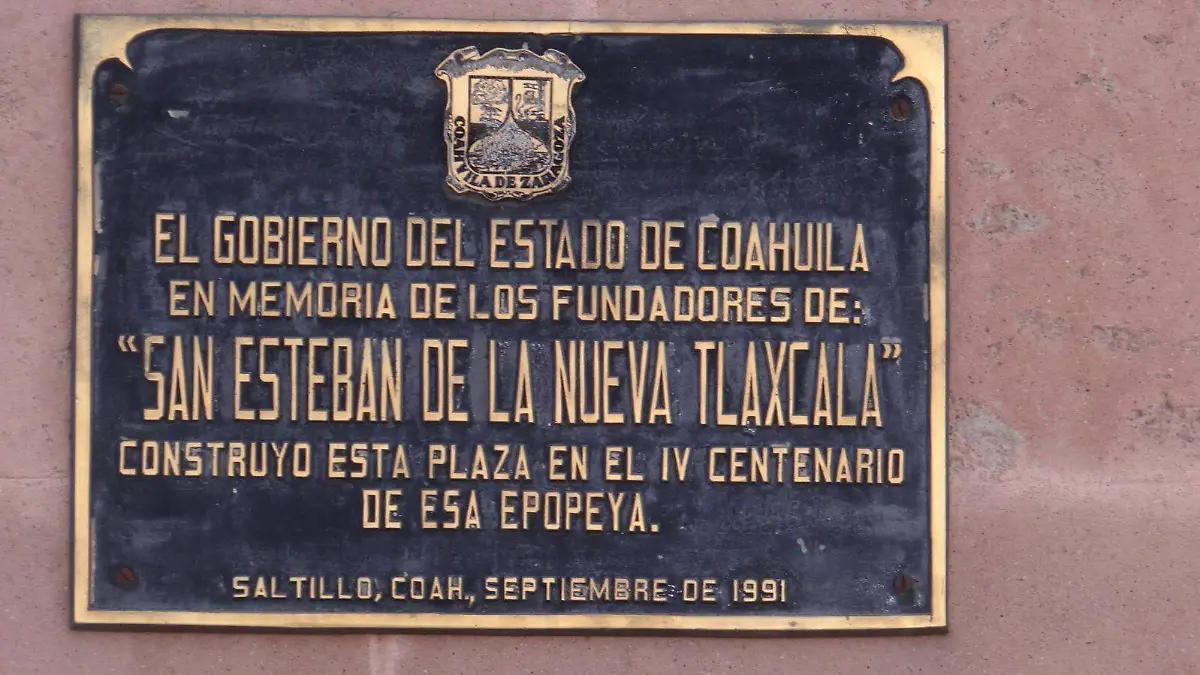 COAHUILA DE ZARAGOZA
EL GOBIERNO DEL ESTADO DE COAHUILA
EN MEMORIA DE LOS FUNDADORES DE:
“SAN ESTEBAN DE LA NUEVA TLAXCALA”
CONSTRUYO ESTA PLAZA EN EL IV CENTENARIO
DE ESA EPOPEYA.
SALTILLO, COAH., SEPTIEMBRE DE 1991